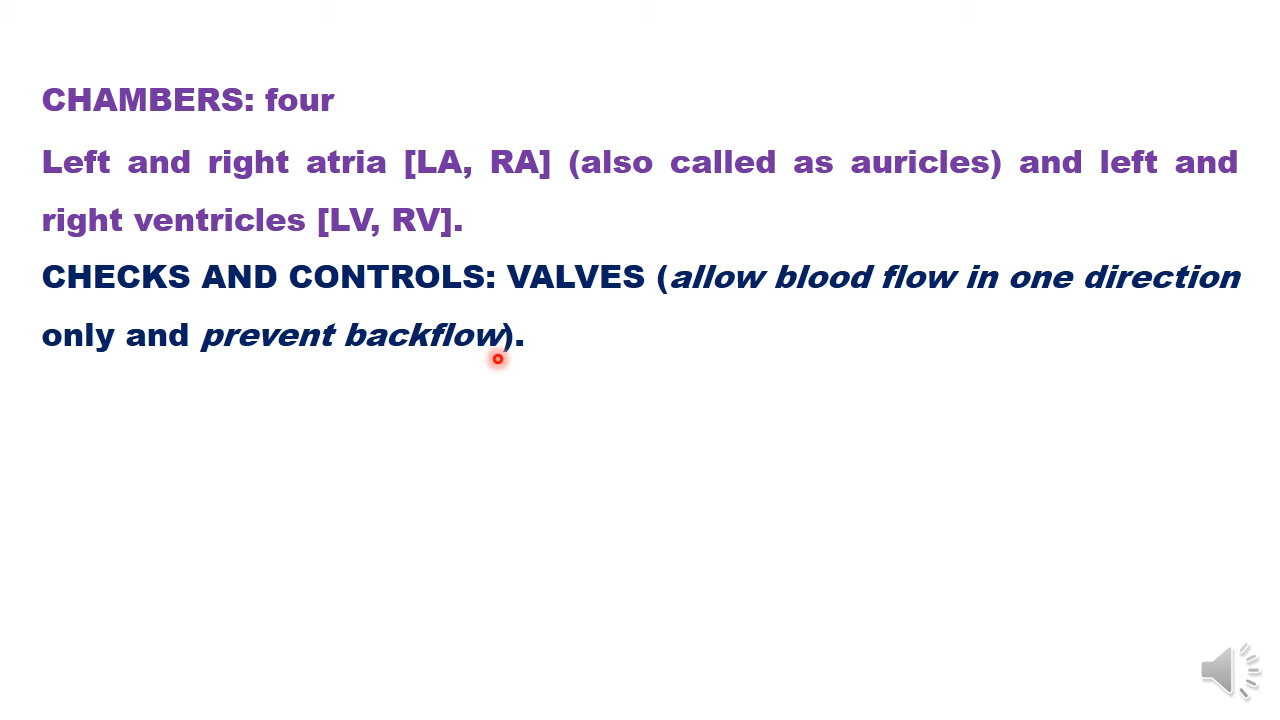 CHAMBERS: four
Left and right atria [LA, RA] (also called as auricles) and left and
right ventricles [LV, RV].
CHECKS AND CONTROLS: VALVES (allow blood flow in one direction
only and prevent backflow).